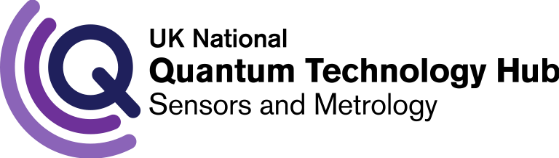 UK National
Quantum Technology Hub
Sensors and Metrology